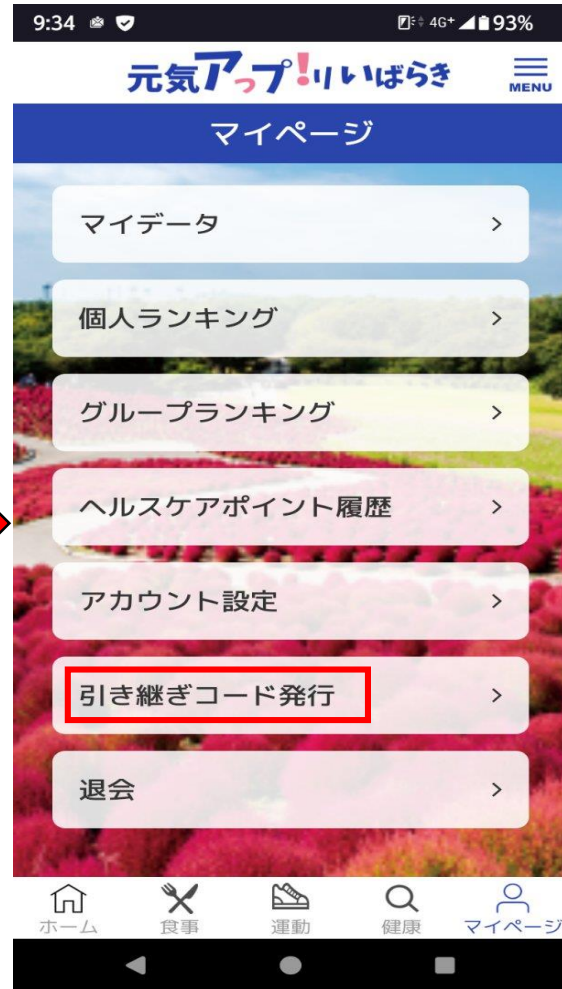 9:34 4G+ 93%
元気アっプ!りいばらき
MENU
マイページ
マイデータ
個人ランキング
グループランキング
ヘルスケアポイント履歴
アカウント設定
引き継ぎコード発行
退会
ホーム 食事 運動 健康 マイページ